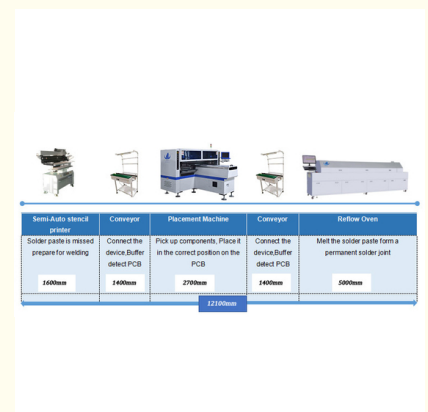 Semi-Auto stencil
printer
Conveyor
Placement Machine
Conveyor
Reflow Oven
Solder paste is missed
prepare for welding
Connect the
device,Buffer
detect PCB
Pick up components, Place it
in the correct position on the
PCB
Connect the
device,Buffer
detect PCB
Melt the solder paste form a
permanent solder joint
1600mm
1400mm
2700mm
1400mm
5000mm
12100mm